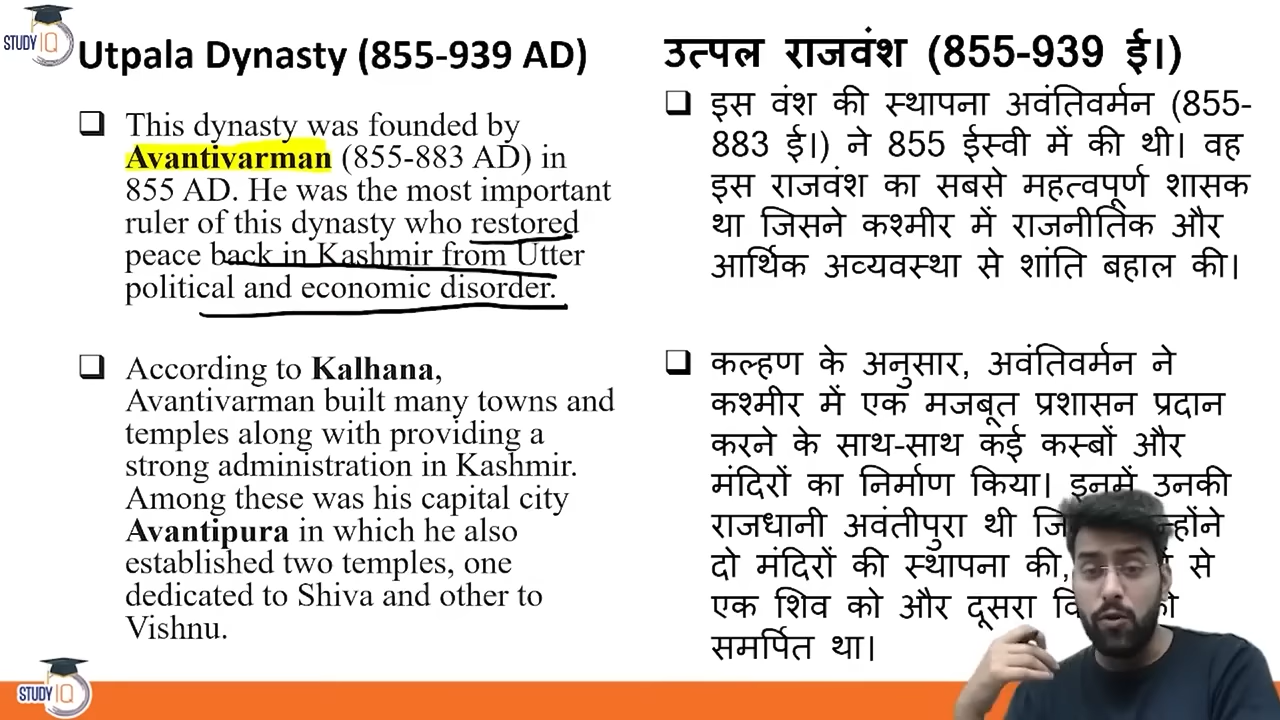 STUDY IQ
Utpala Dynasty (855-939 AD)
This dynasty was founded by
Avantivarman (855-883 AD) in
855 AD. He was the most important
ruler of this dynasty who restored
peace back in Kashmir from Utter
political and economic disorder.
According to Kalhana,
Avantivarman built many towns and
temples along with providing a
strong administration in Kashmir.
Among these was his capital city
Avantipura in which he also
established two temples, one
dedicated to Shiva and other to
Vishnu.
उत्पल राजवंश (855-939 ई।)
इस वंश की स्थापना अवंतिवर्मन (855-
883 ई।) ने 855 ईस्वी में की थी। वह
इस राजवंश का सबसे महत्वपूर्ण शासक
था जिसने कश्मीर में राजनीतिक और
आर्थिक अव्यवस्था से शांति बहाल की।
कल्हण के अनुसार, अवंतिवर्मन ने
कश्मीर में एक मजबूत प्रशासन प्रदान
करने के साथ-साथ कई कस्बों और
मंदिरों का निर्माण किया। इनमें उनकी
राजधानी अवंतीपुरा थी
दो मंदिरों की स्थापना की, से
एक शिव को और दूसरा
समर्पित था।
STUDY IQ